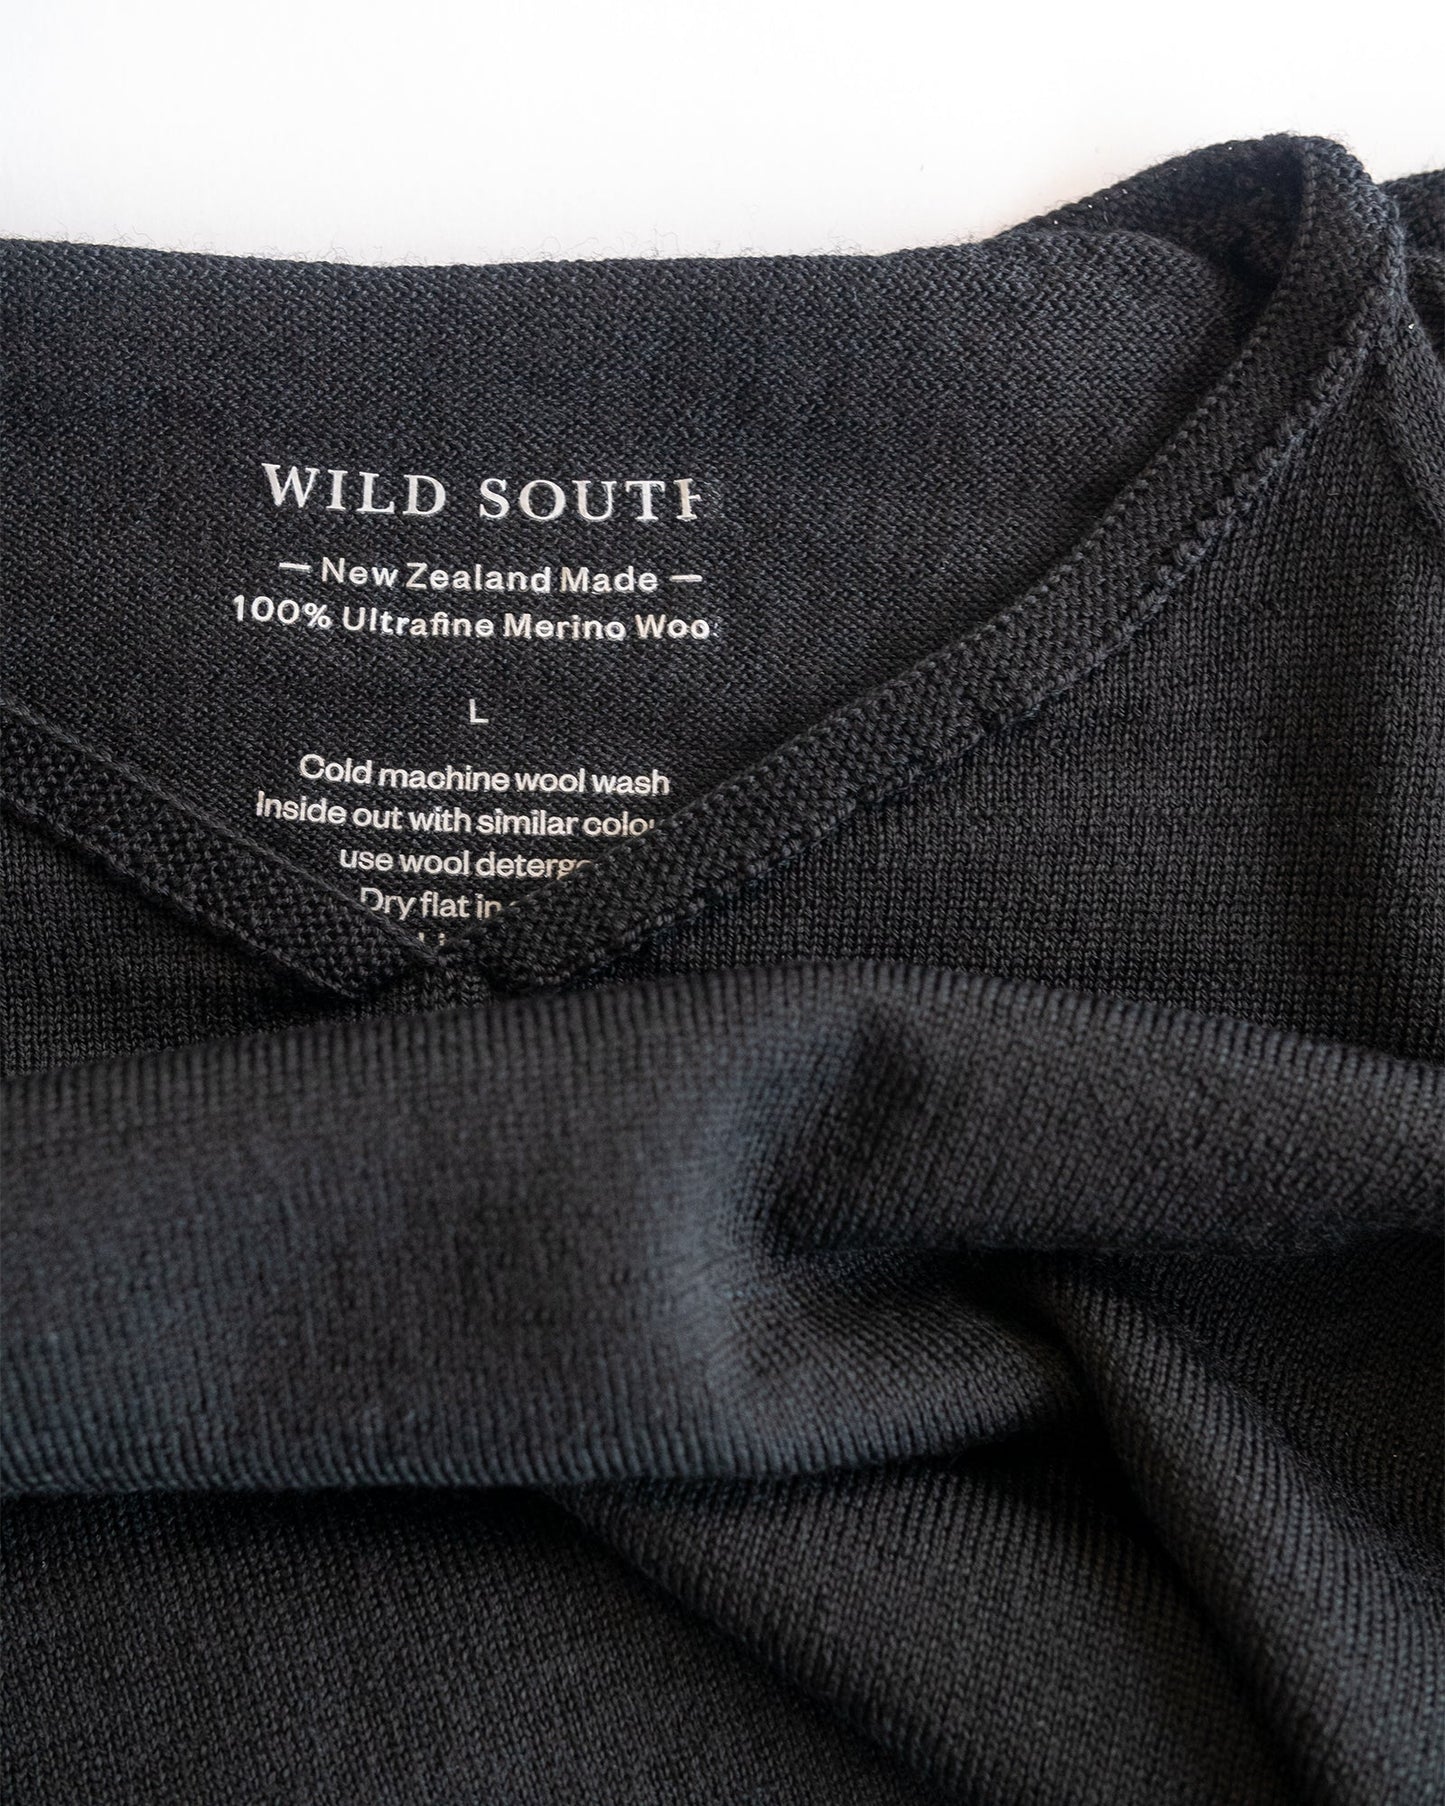 WILD SOUTH
— New Zealand Made —
100% Ultrafine Merino Woo
L
Cold machine wool wash
Inside out with similar colou
use wool deterge
Dry flat in